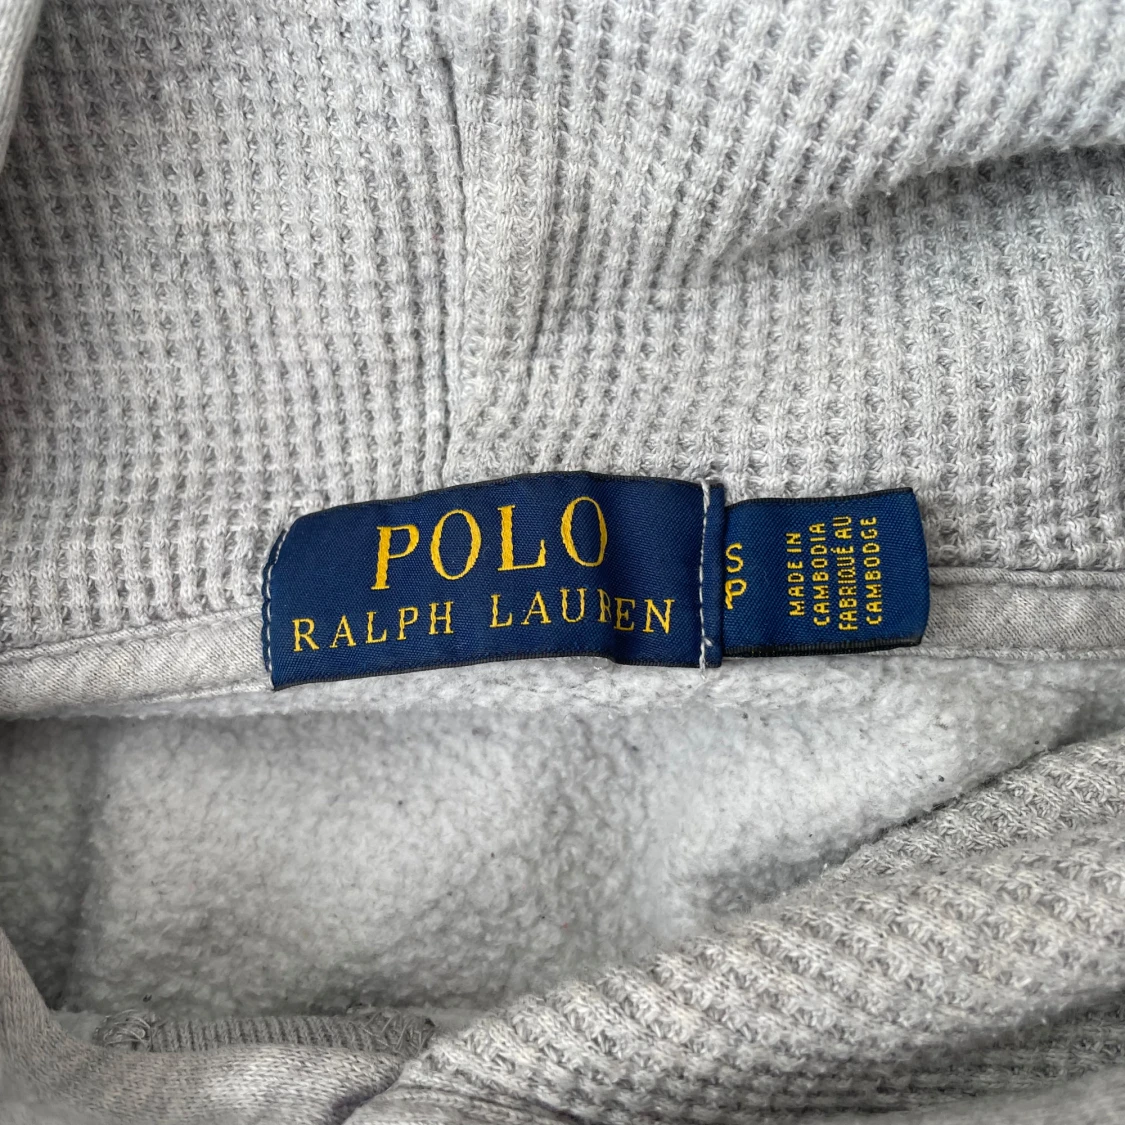 POLO
RALPH LAUREN
S
P
MADE IN
CAMBODIA
FABRIQUÉ AU
CAMBODGE